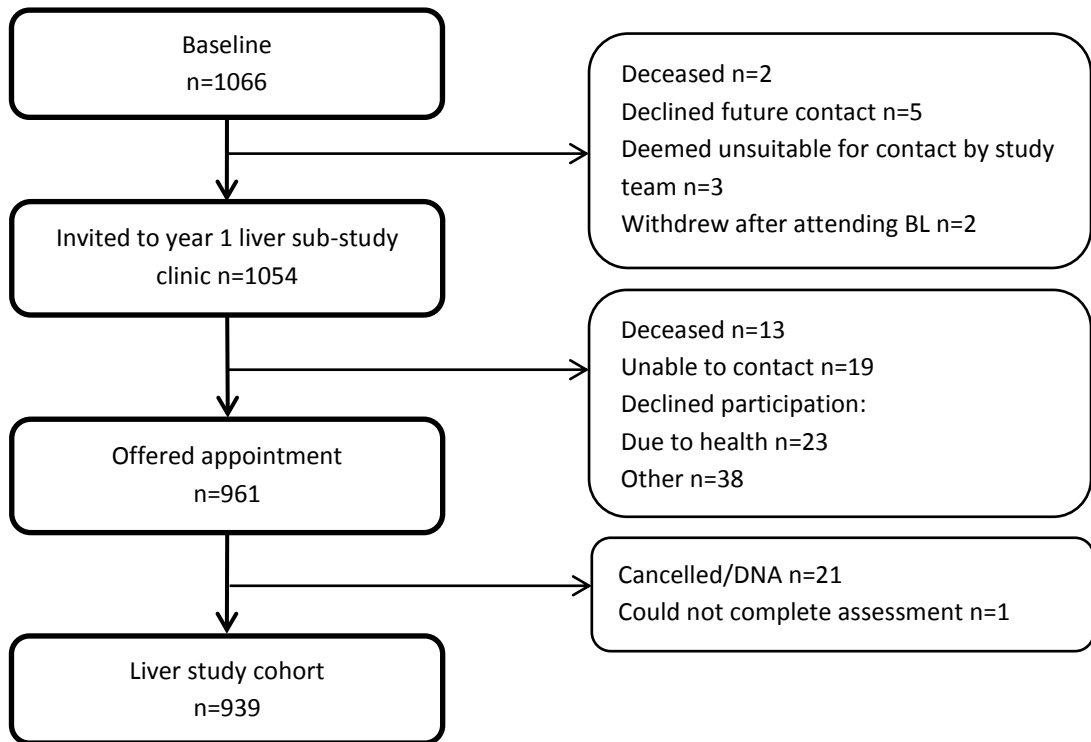 Baseline
n=1066
Deceased n=2
Declined future contact n=5
Deemed unsuitable for contact by study
team n=3
Withdrew after attending BL n=2
Invited to year 1 liver sub-study
clinic n=1054
Deceased n=13
Unable to contact n=19
Declined participation:
Due to health n=23
Other n=38
Offered appointment
n=961
Cancelled/DNA n=21
Could not complete assessment n=1
Liver study cohort
n=939